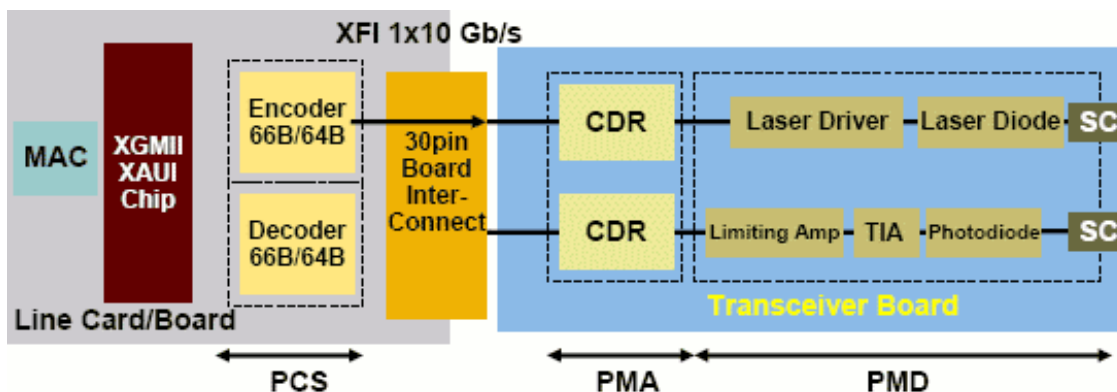 XFI 1x10 Gb/s
MAC
XGMII
XAUI
Chip
Encoder
66B/64B
Decoder
66B/64B
30pin
Board
Inter-
Connect
CDR
Laser Driver
Laser Diode
SC
CDR
Limiting Amp
TIA
Photodiode
SC
Line Card/Board
Transceiver Board
PCS
PMA
PMD